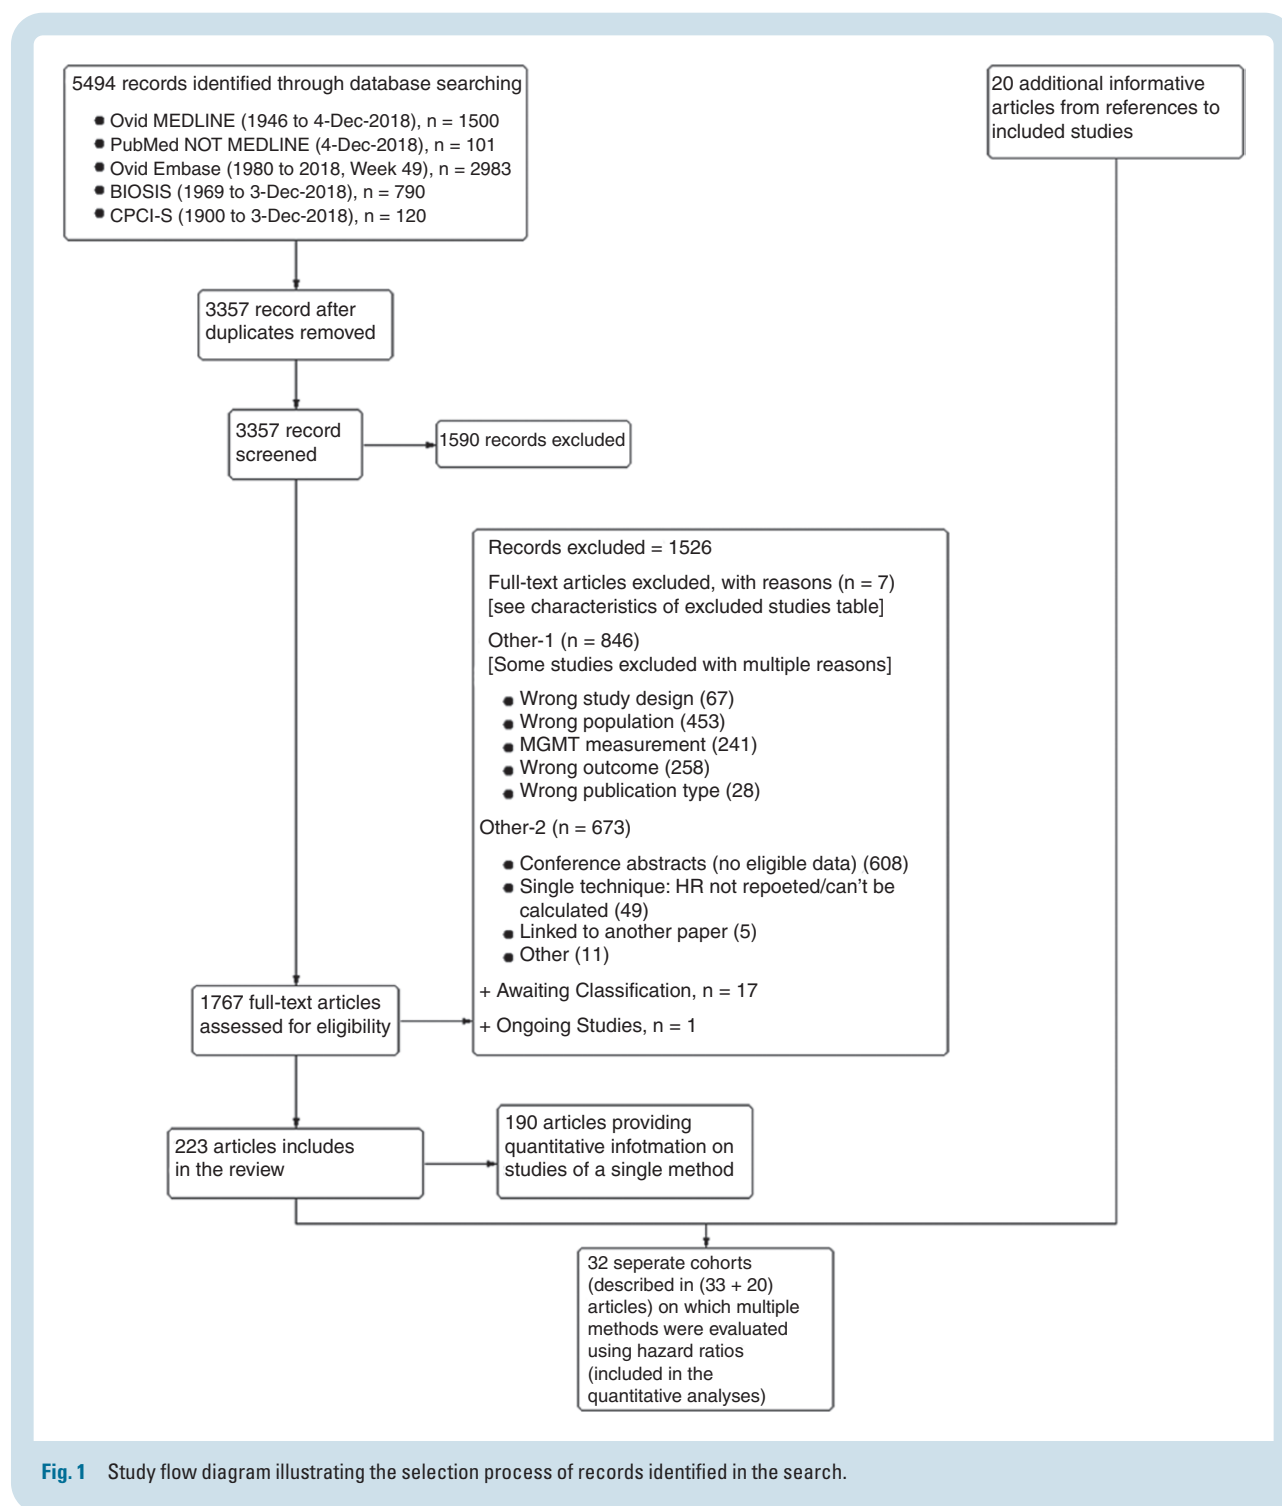 5494 records identified through database searching
• Ovid MEDLINE (1946 to 4-Dec-2018), n = 1500
• PubMed NOT MEDLINE (4-Dec-2018), n = 101
• Ovid Embase (1980 to 2018, Week 49), n = 2983
• BIOSIS (1969 to 3-Dec-2018), n = 790
• CPCI-S (1900 to 3-Dec-2018), n = 120
20 additional informative
articles from references to
included studies
3357 record after
duplicates removed
3357 record
screened
1590 records excluded
Records excluded = 1526
Full-text articles excluded, with reasons (n = 7)
[see characteristics of excluded studies table]
Other-1 (n = 846)
[Some studies excluded with multiple reasons]
• Wrong study design (67)
• Wrong population (453)
• MGMT measurement (241)
• Wrong outcome (258)
• Wrong publication type (28)
Other-2 (n = 673)
• Conference abstracts (no eligible data) (608)
• Single technique: HR not repoeted/can't be
calculated (49)
• Linked to another paper (5)
• Other (11)
+ Awaiting Classification, n = 17
+ Ongoing Studies, n = 1
1767 full-text articles
assessed for eligibility
223 articles includes
in the review
190 articles providing
quantitative infotmation on
studies of a single method
32 seperate cohorts
(described in (33 + 20)
articles) on which multiple
methods were evaluated
using hazard ratios
(included in the
quantitative analyses)
Fig. 1 Study flow diagram illustrating the selection process of records identified in the search.